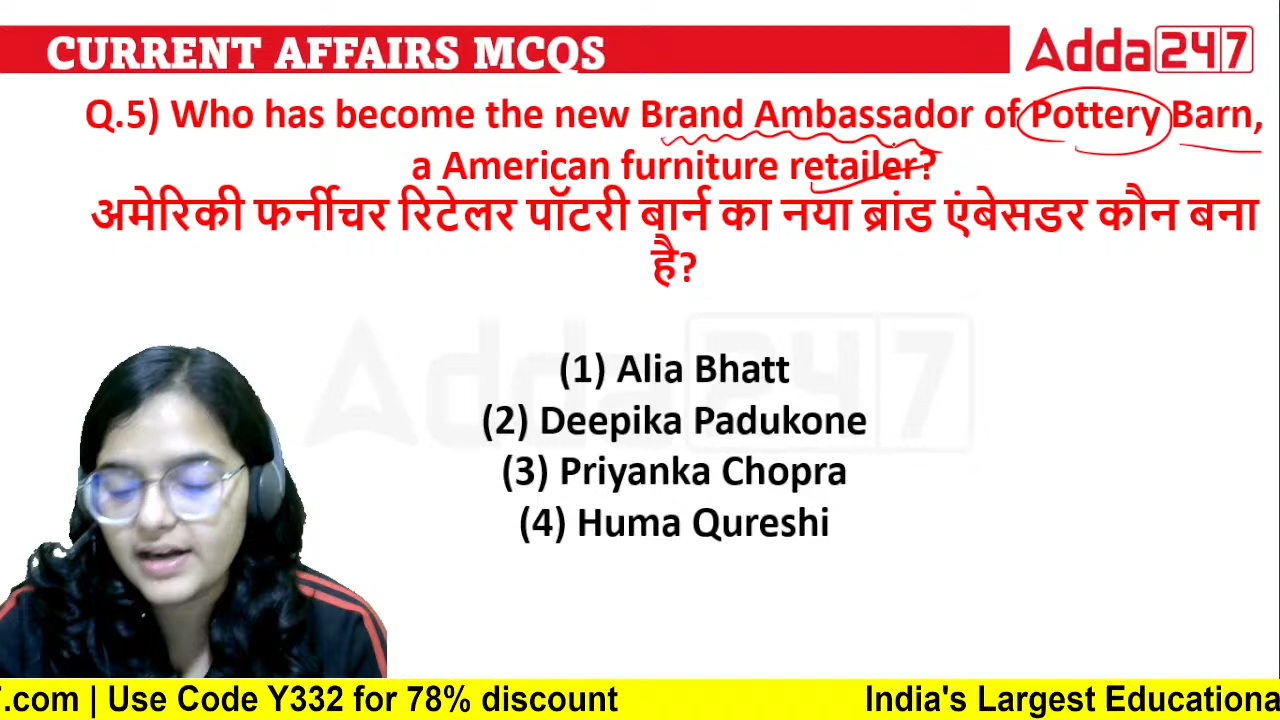 CURRENT AFFAIRS MCQS
Adda247
Q.5) Who has become the new Brand Ambassador of Pottery Barn,
a American furniture retailer?
अमेरिकी फर्नीचर रिटेलर पॉटरी बार्न का नया ब्रांड एंबेसडर कौन बना
है?
Adda247
(1) Alia Bhatt
(2) Deepika Padukone
(3) Priyanka Chopra
(4) Huma Qureshi
.com | Use Code Y332 for 78% discount India's Largest Educationa